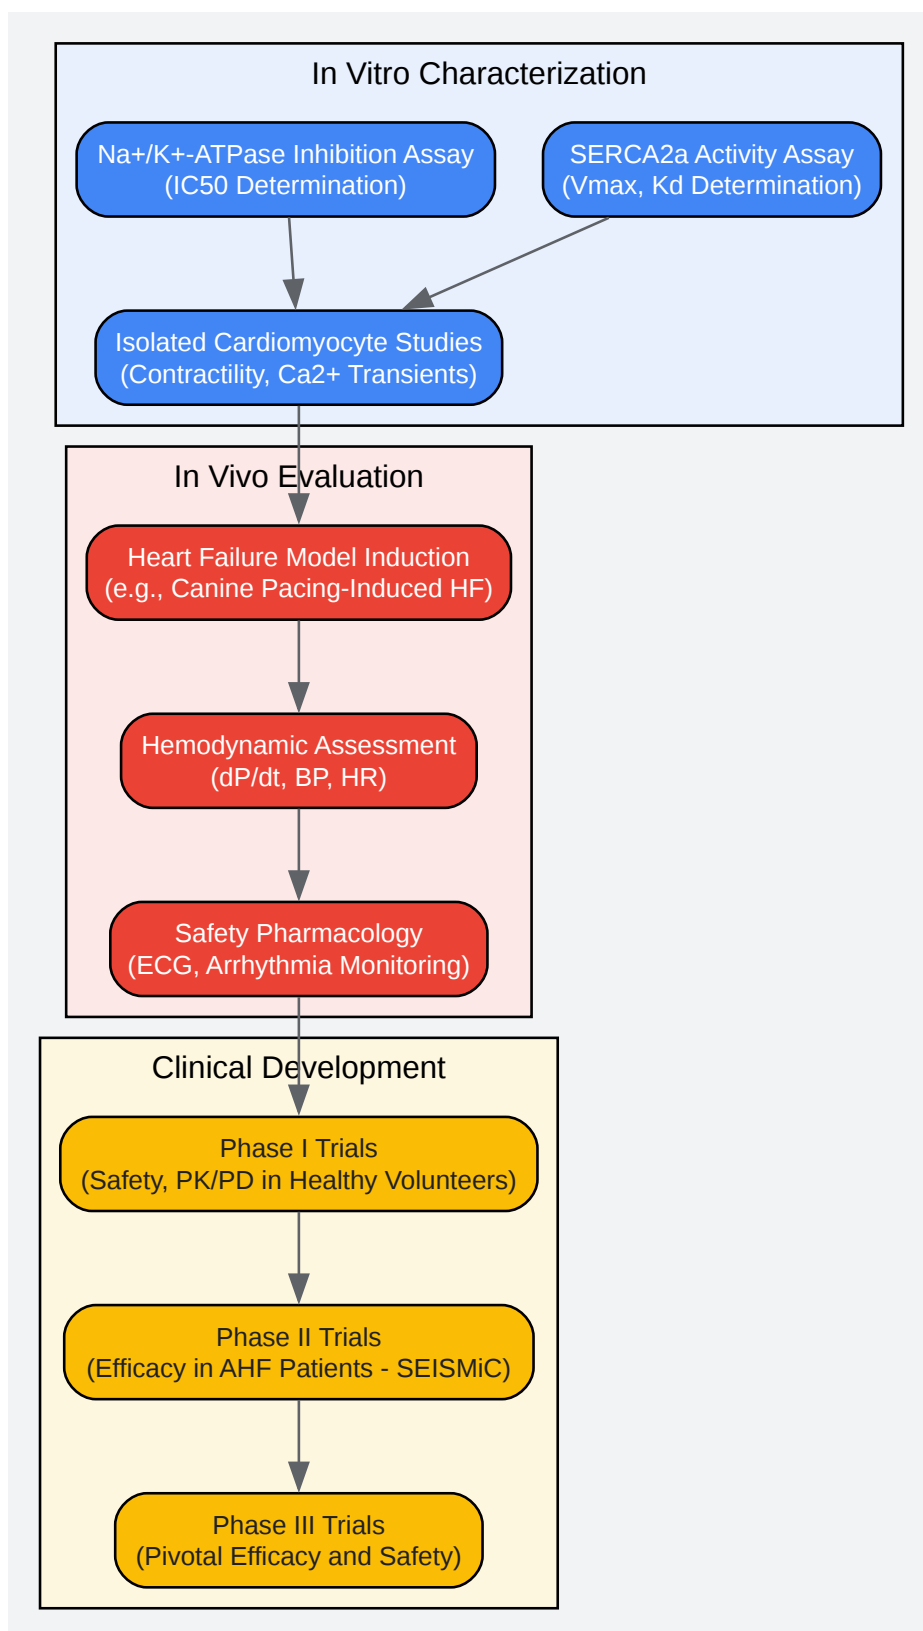 In Vitro Characterization
Na+/K+-ATPase Inhibition Assay
(IC50 Determination)
SERCA2a Activity Assay
(Vmax, Kd Determination)
Isolated Cardiomyocyte Studies
(Contractility, Ca2+ Transients)
In Vivo Evaluation
Heart Failure Model Induction
(e.g., Canine Pacing-Induced HF)
Hemodynamic Assessment
(dP/dt, BP, HR)
Safety Pharmacology
(ECG, Arrhythmia Monitoring)
Clinical Development
Phase I Trials
(Safety, PK/PD in Healthy Volunteers)
Phase II Trials
(Efficacy in AHF Patients - SEISMiC)
Phase III Trials
(Pivotal Efficacy and Safety)